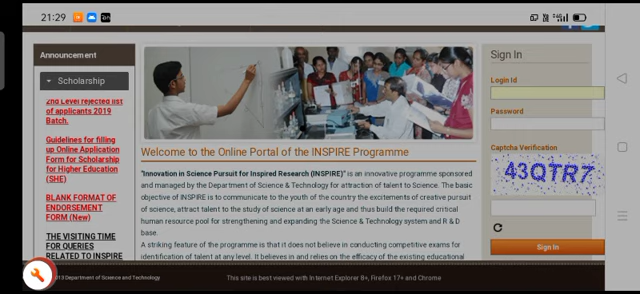 21:29
Announcement
Scholarship
2nd Level rejected list
of applicants 2019
Batch.
Guidelines for filling
up Online Application
Form for Scholarship
for Higher Education
(SHE)
BLANK FORMAT OF
ENDORSEMENT
FORM (New)
THE VISITING TIME
FOR QUERIES
RELATED TO INSPIRE
Welcome to the Online Portal of the INSPIRE Programme
"Innovation in Science Pursuit for Inspired Research (INSPIRE)" is an innovative programme sponsored
and managed by the Department of Science & Technology for attraction of talent to Science. The basic
objective of INSPIRE is to communicate to the youth of the country the excitements of creative pursuit
of science, attract talent to the study of science at an early age and thus build the required critical
human resource pool for strengthening and expanding the Science & Technology system and R & D
base.
A striking feature of the programme is that it does not believe in conducting competitive exams for
identification of talent at any level. It believes in and relies on the efficacy of the existing educational
Sign In
Login Id
Password
Captcha Verification
43QTR7
Sign In
2013 Department of Science and Technology
This site is best viewed with Internet Explorer 8+, Firefox 17+ and Chrome